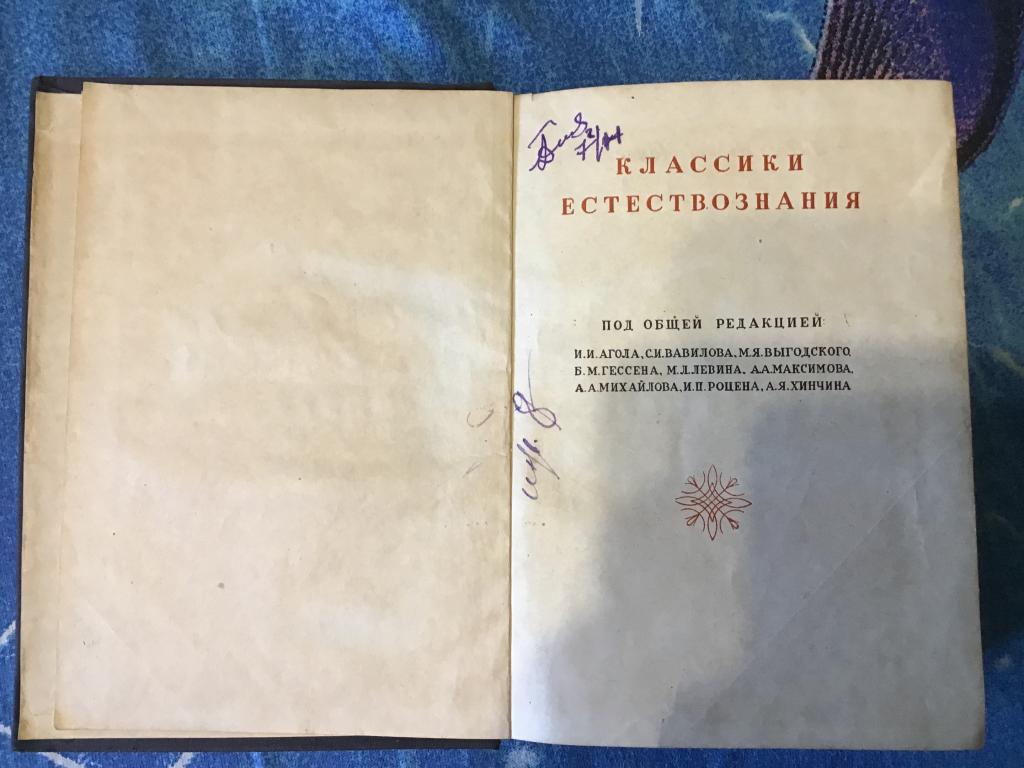 КЛАССИКИ
ЕСТЕСТВОЗНАНИЯ
ПОД ОБЩЕЙ РЕДАКЦИЕЙ
И.И.АГОЛА, С.И.ВАВИЛОВА, М.Я.ВЫГОДСКОГО,
Б.М.ГЕССЕНА, М.Л.ЛЕВИНА, А.А.МАКСИМОВА,
А.А.МИХАЙЛОВА, И.П.РОЦЕНА, А.Я.ХИНЧИНА